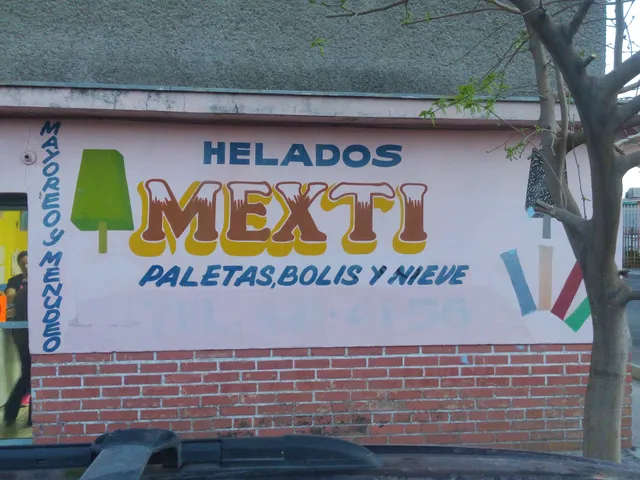 MAYOREO Y MENUDEO
HELADOS
MEXTI
PALETAS, BOLIS Y NIEVE